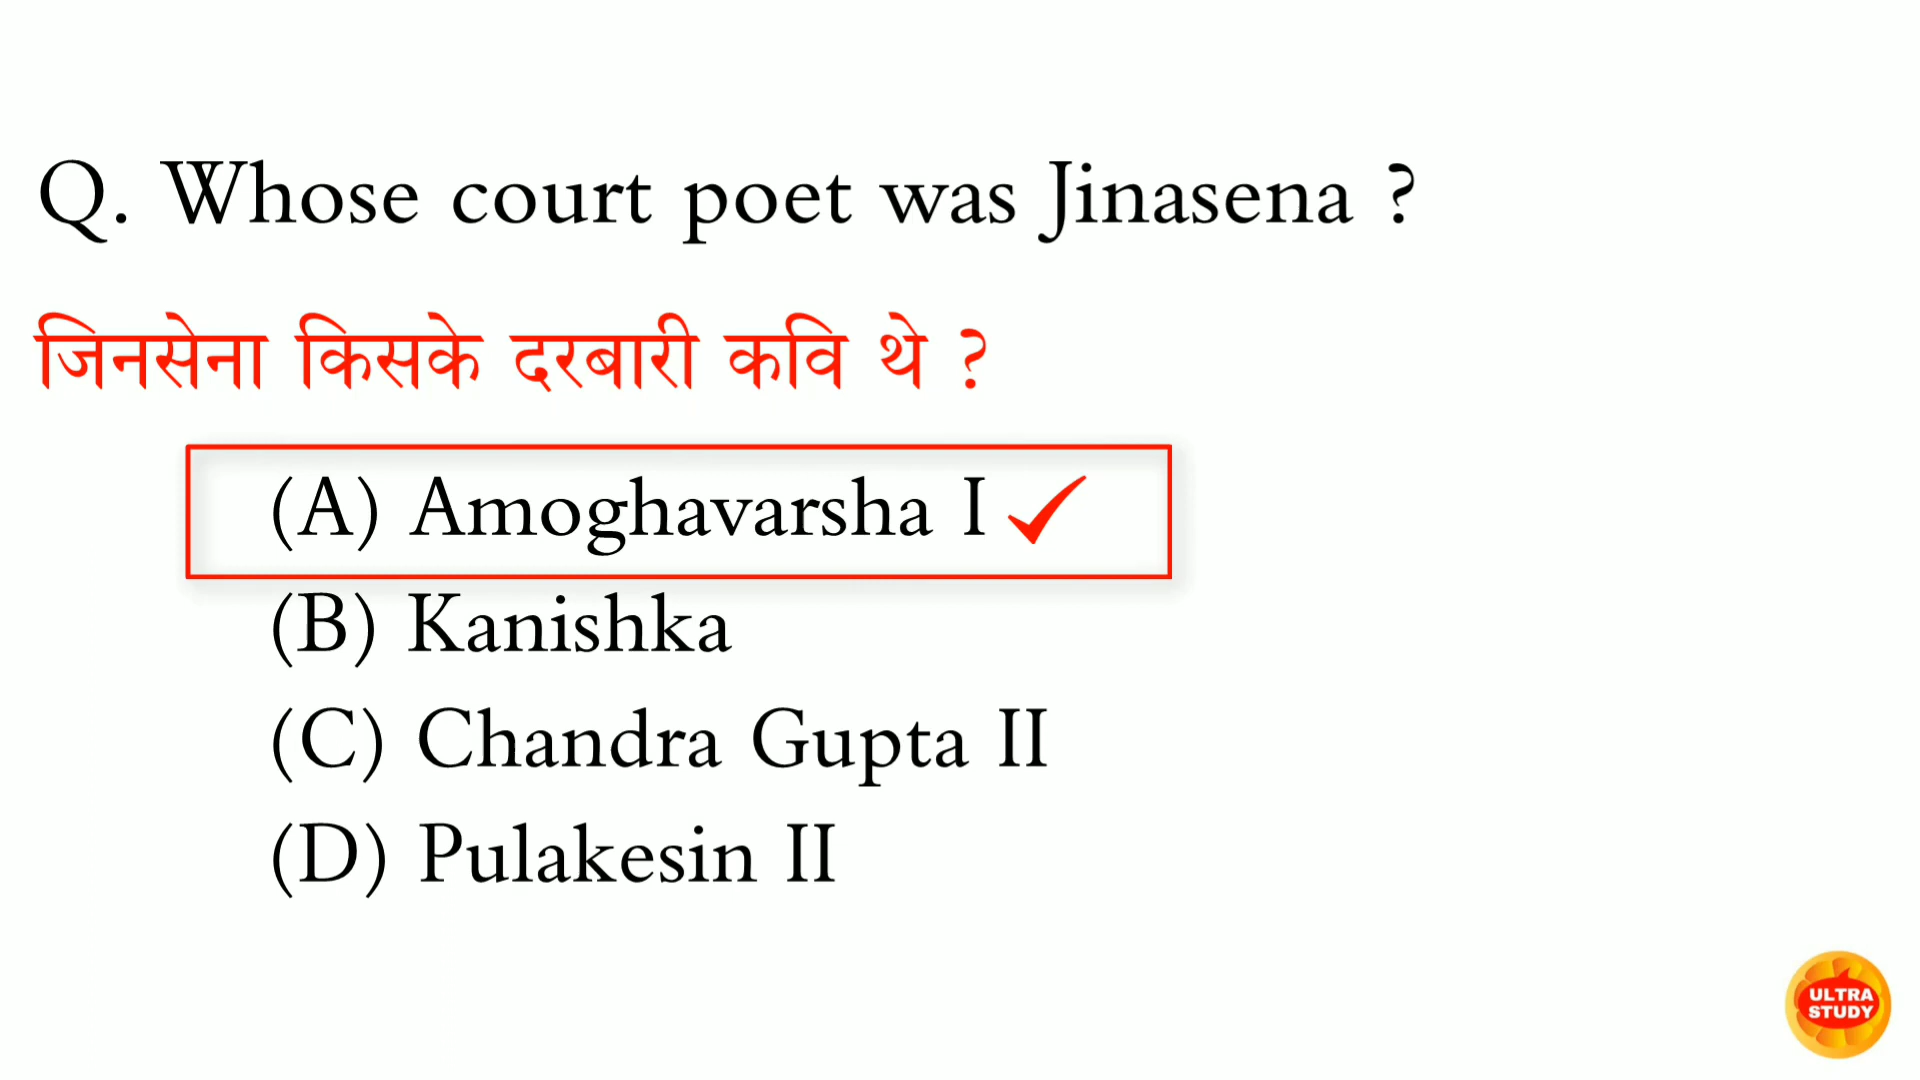 Q. Whose court poet was Jinasena ?
जिनसेना किसके दरबारी कवि थे ?
(A) Amoghavarsha I ✓
(B) Kanishka
(C) Chandra Gupta II
(D) Pulakesin II
ULTRA
STUDY